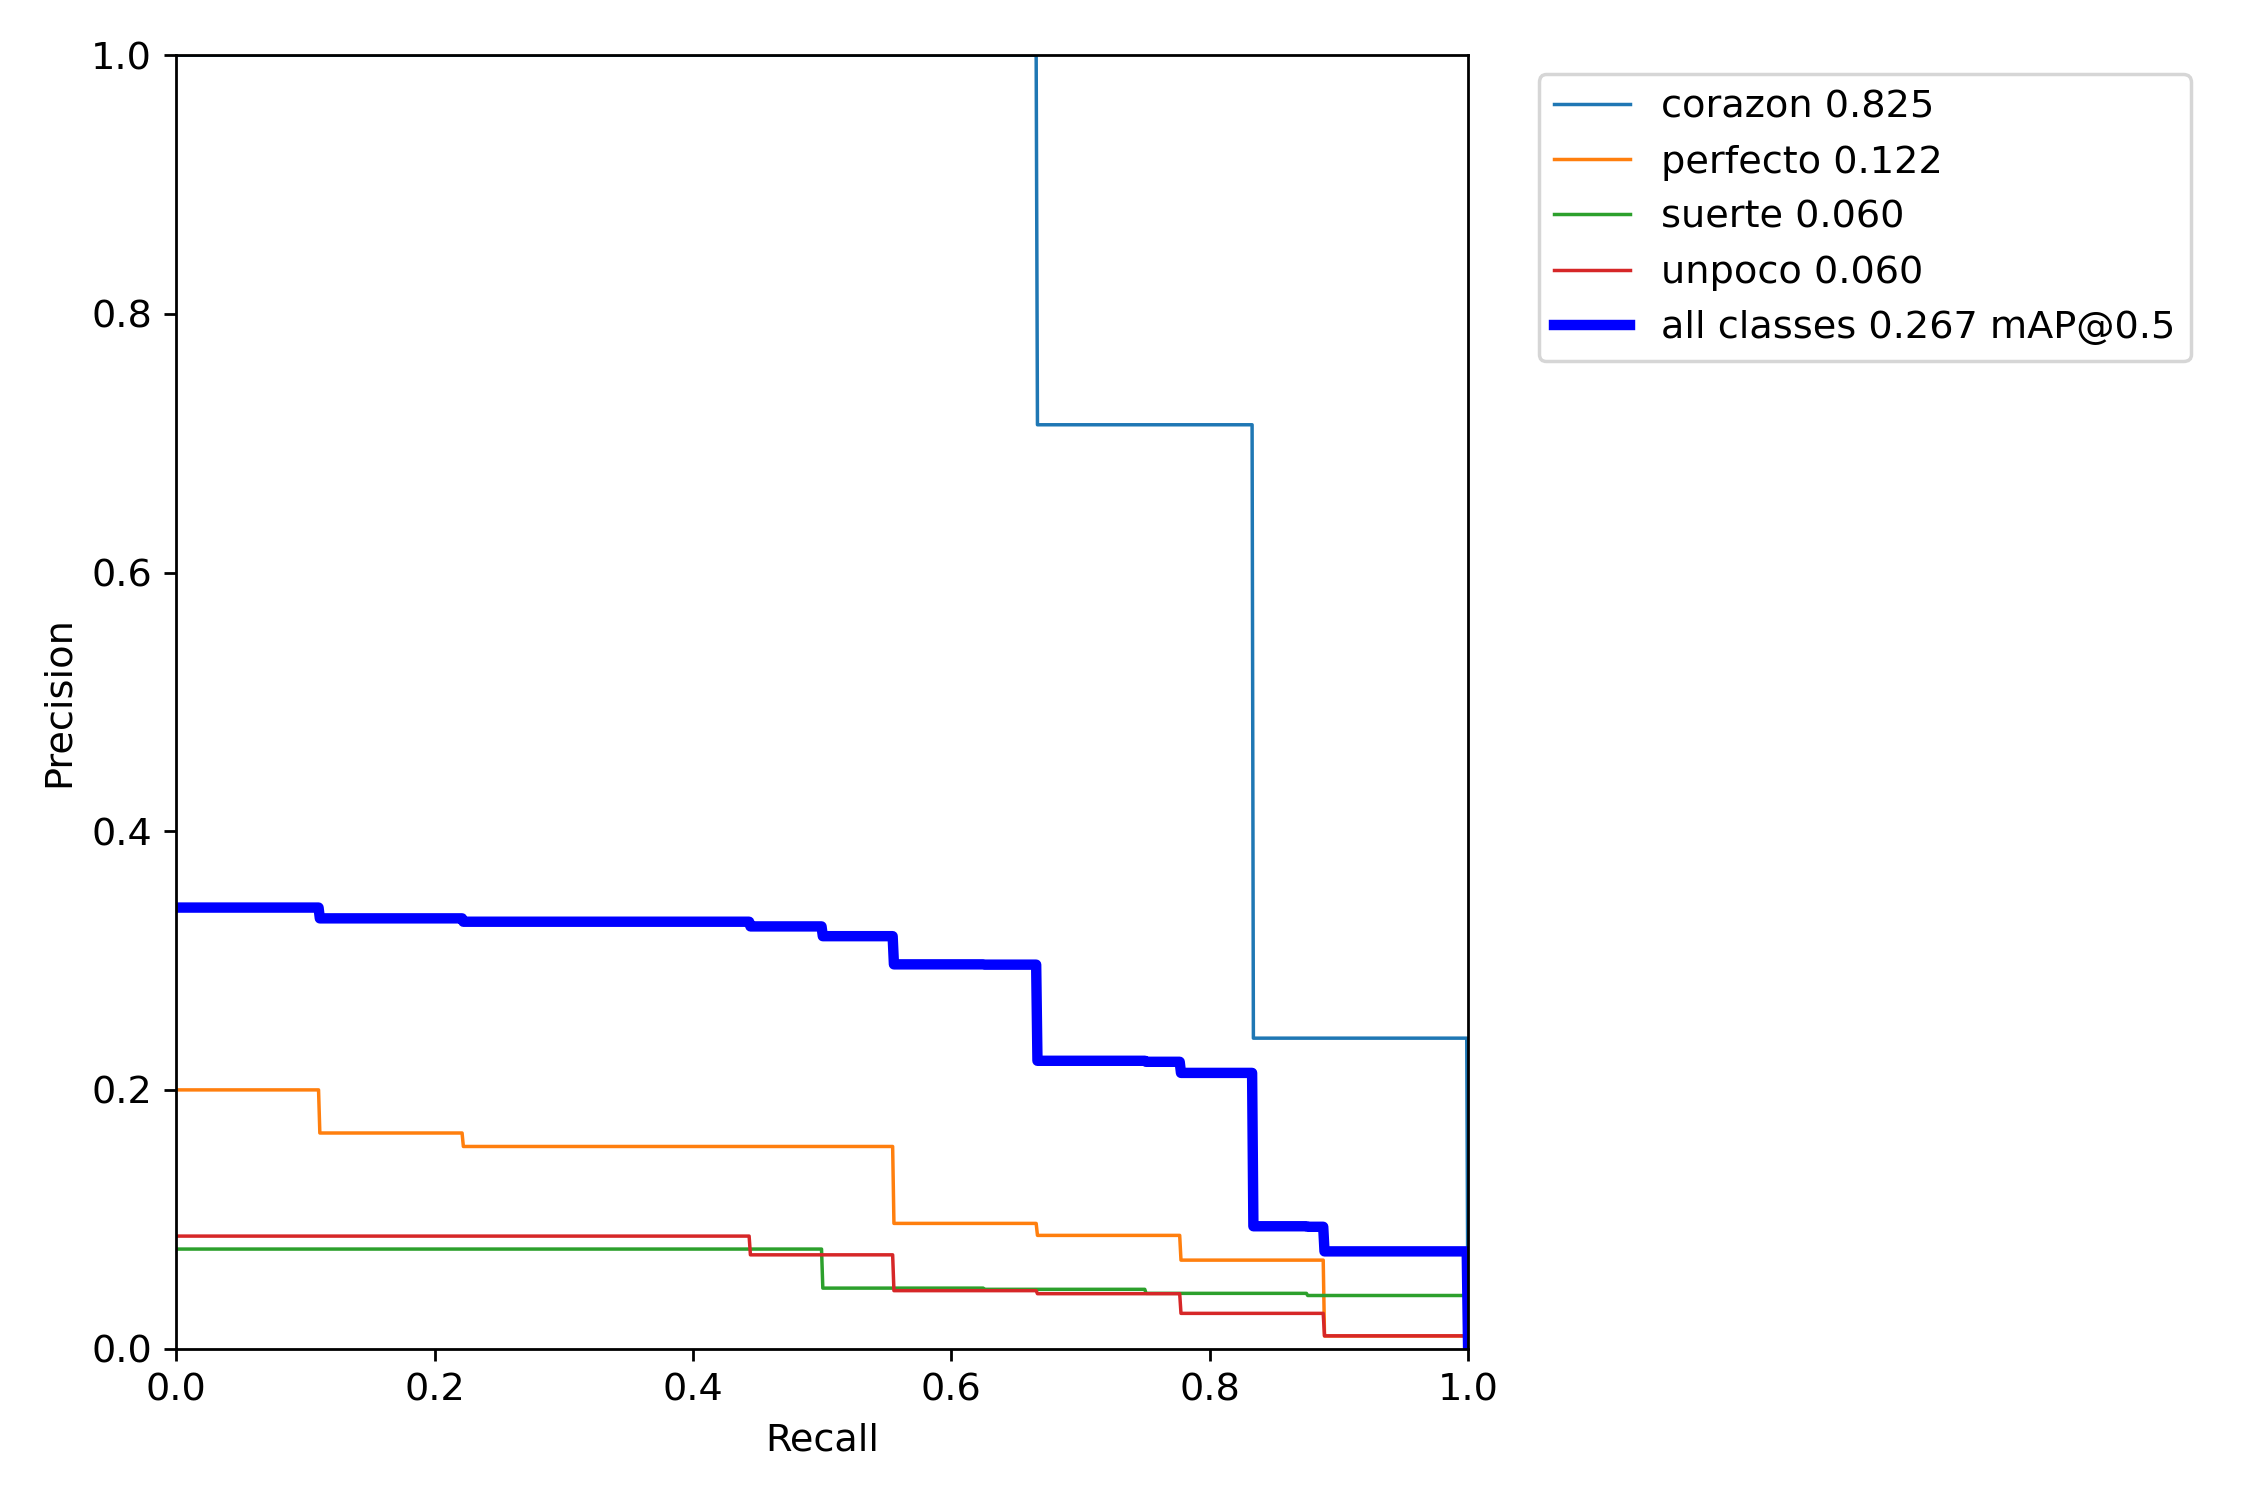 1.0
0.8
0.6
0.4
0.2
0.0
Precision
0.0 0.2 0.4 0.6 0.8 1.0
Recall
corazon 0.825
perfecto 0.122
suerte 0.060
unpoco 0.060
all classes 0.267 mAP@0.5